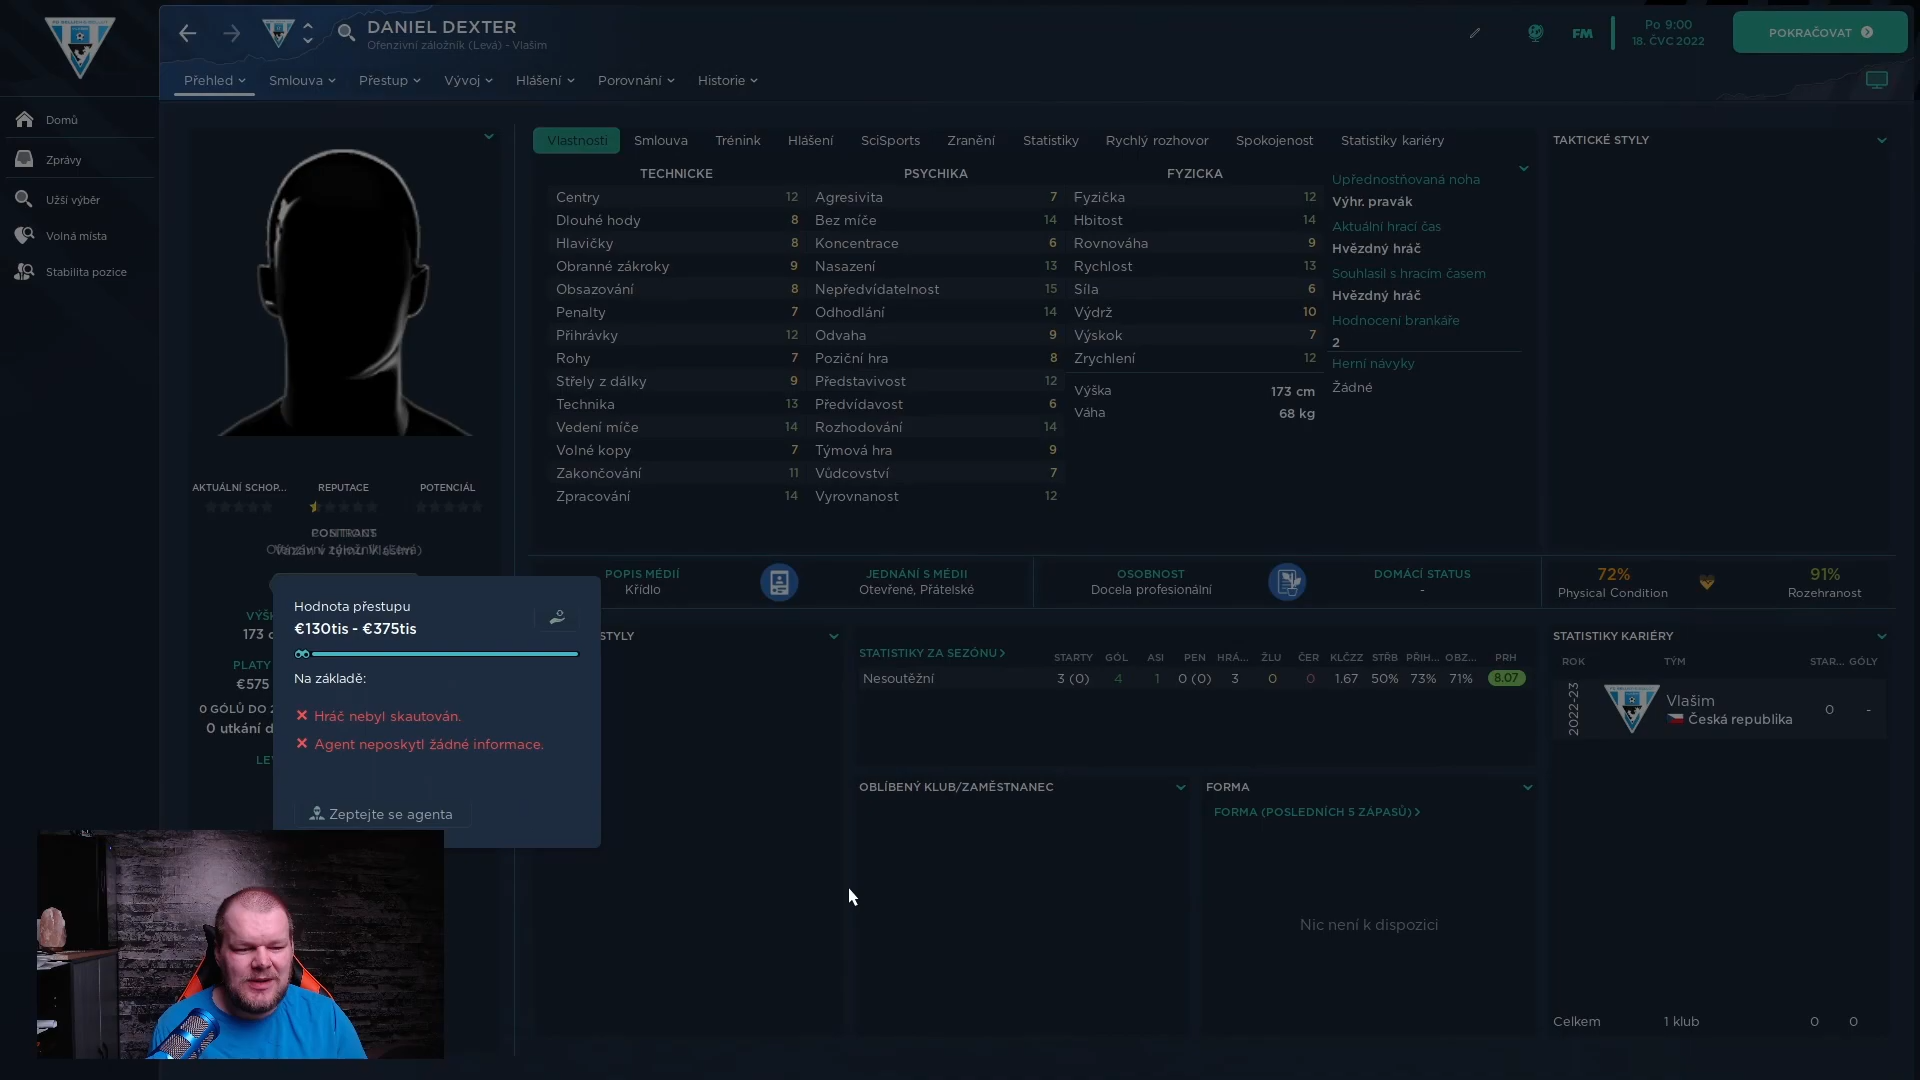 DANIEL DEXTER
Ofenzivní záložník (Levá) - Vlašim
FM
Po 9:00
18. ČVC 2022
POKRAČOVAT
Přehled
Smlouva
Přestup
Vývoj
Hlášení
Porovnání
Historie
Domů
Zprávy
Užší výběr
Volná místa
Stabilita pozice
AKTUÁLNÍ SCHOP...
REPUTACE
POTENCIÁL
173
PLATY
€575
0 GÓLŮ DO
Hodnota přestupu
€130tis - €375tis
Na základě:
Hráč nebyl skautován.
Agent neposkytl žádné informace.
Zeptejte se agenta
Vlastnosti
Smlouva
Trénink
Hlášení
SciSports
Zranění
Statistiky
Rychlý rozhovor
Spokojenost
Statistiky kariéry
TECHNICKÉ
Centry 12
Dlouhé hody 8
Hlavičky 8
Obranné zákroky 9
Obsazování 8
Penalty 7
Přihrávky 12
Rohy 7
Střely z dálky 9
Technika 13
Vedení míče 14
Volné kopy 7
Zakončování 11
Zpracování 14
PSYCHIKA
Agresivita 7
Bez míče 14
Koncentrace 6
Nasazení 13
Nepředvídatelnost 15
Odhodlání 14
Odvaha 9
Poziční hra 8
Představivost 12
Předvídavost 6
Rozhodování 14
Týmová hra 9
Vůdcovství 7
Vyrovnanost 12
FYZICKÁ
Fyzička 12
Hbitost 14
Rovnováha 9
Rychlost 13
Síla 6
Výdrž 10
Výskok 7
Zrychlení 12
Výška 173 cm
Váha 68 kg
Upřednostňovaná noha
Výhr. pravák
Aktuální hrací čas
Hvězdný hráč
Souhlasil s hracím časem
Hvězdný hráč
Hodnocení brankáře
2
Herní návyky
Žádné
TAKTICKÉ STYLY
POPIS MÉDIÍ
Křídlo
JEDNÁNÍ S MÉDII
Otevřené, Přátelské
OSOBNOST
Docela profesionální
DOMÁCÍ STATUS
-
72%
Physical Condition
91%
Rozehranost
STYLY
STATISTIKY ZA SEZÓNU
STARTY GÓL ASI PEN HRÁ... ŽLU ČER KLČZZ STŘB PŘIH... OBZ... PRH
Nesoutěžní 3 (0) 4 1 0 (0) 3 0 0 1.67 50% 73% 71% 8.07
OBLÍBENÝ KLUB/ZAMĚSTNANEC
FORMA
FORMA (POSLEDNÍCH 5 ZÁPASŮ)
Nic není k dispozici
STATISTIKY KARIÉRY
ROK TÝM STAR... GÓLY
2022-23 Vlašim 0 -
Česká republika
Celkem 1 klub 0 0